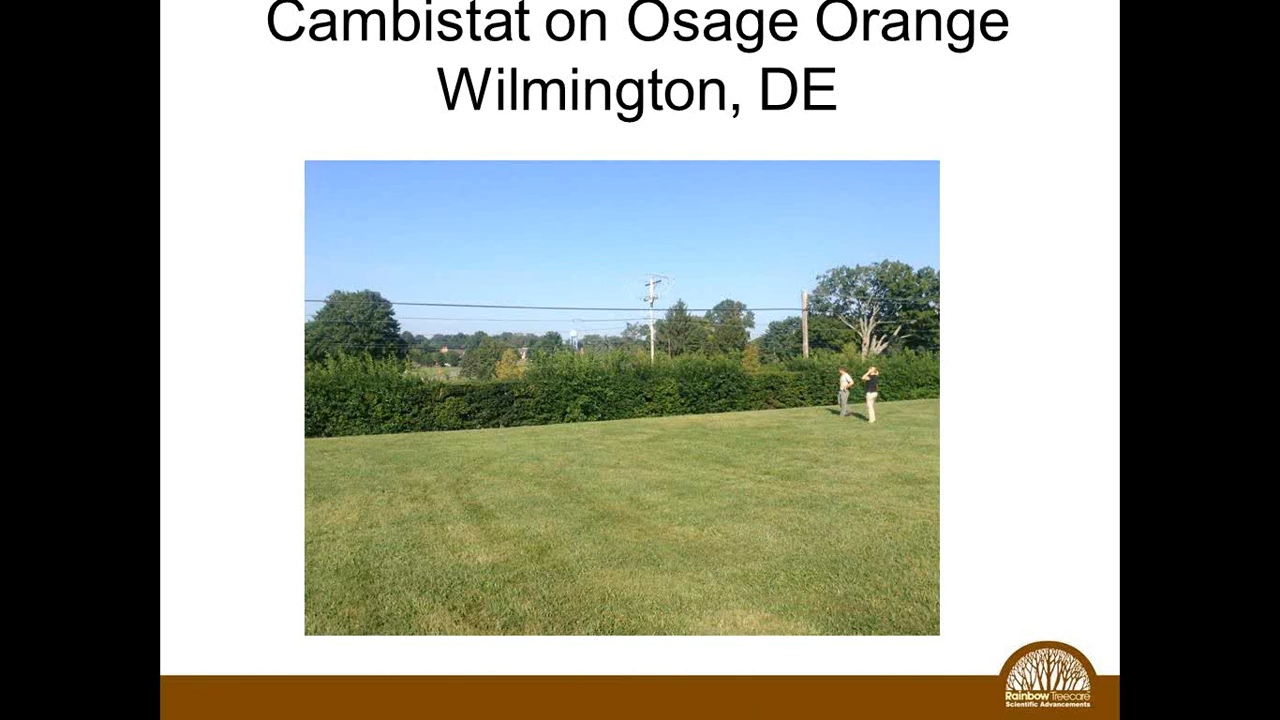 Cambistat on Osage Orange
Wilmington, DE
Rainbow Treecare
Scientific Advancements